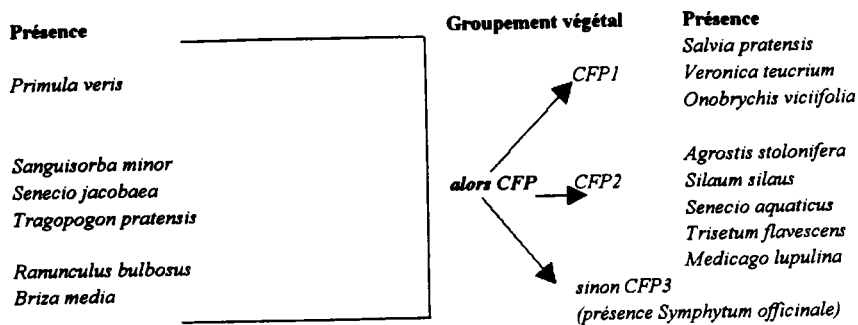 Présence
Primula veris
Sanguisorba minor
Senecio jacobaea
Tragopogon pratensis
Ranunculus bulbosus
Briza media
Groupement végétal
alors CFP
CFP1
CFP2
sinon CFP3
(présence Symphytum officinale)
Présence
Salvia pratensis
Veronica teucrium
Onobrychis viciifolia
Agrostis stolonifera
Silaum silaus
Senecio aquaticus
Trisetum flavescens
Medicago lupulina